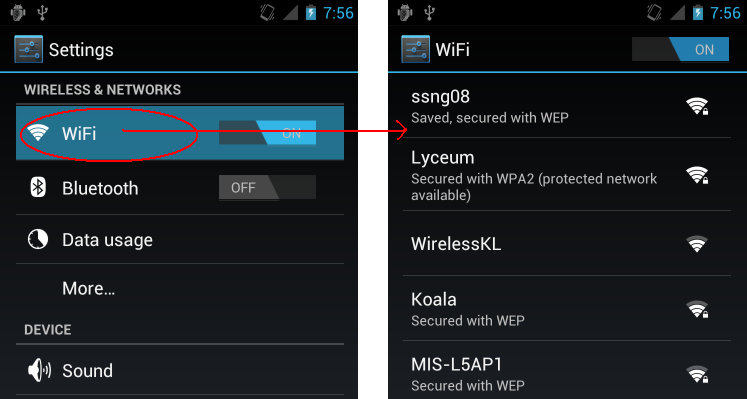 7:56
Settings
WIRELESS & NETWORKS
WiFi
ON
Bluetooth
OFF
Data usage
More...
DEVICE
Sound
7:56
WiFi
ON
ssng08
Saved, secured with WEP
Lyceum
Secured with WPA2 (protected network
available)
WirelessKL
Koala
Secured with WEP
MIS-L5AP1
Secured with WEP